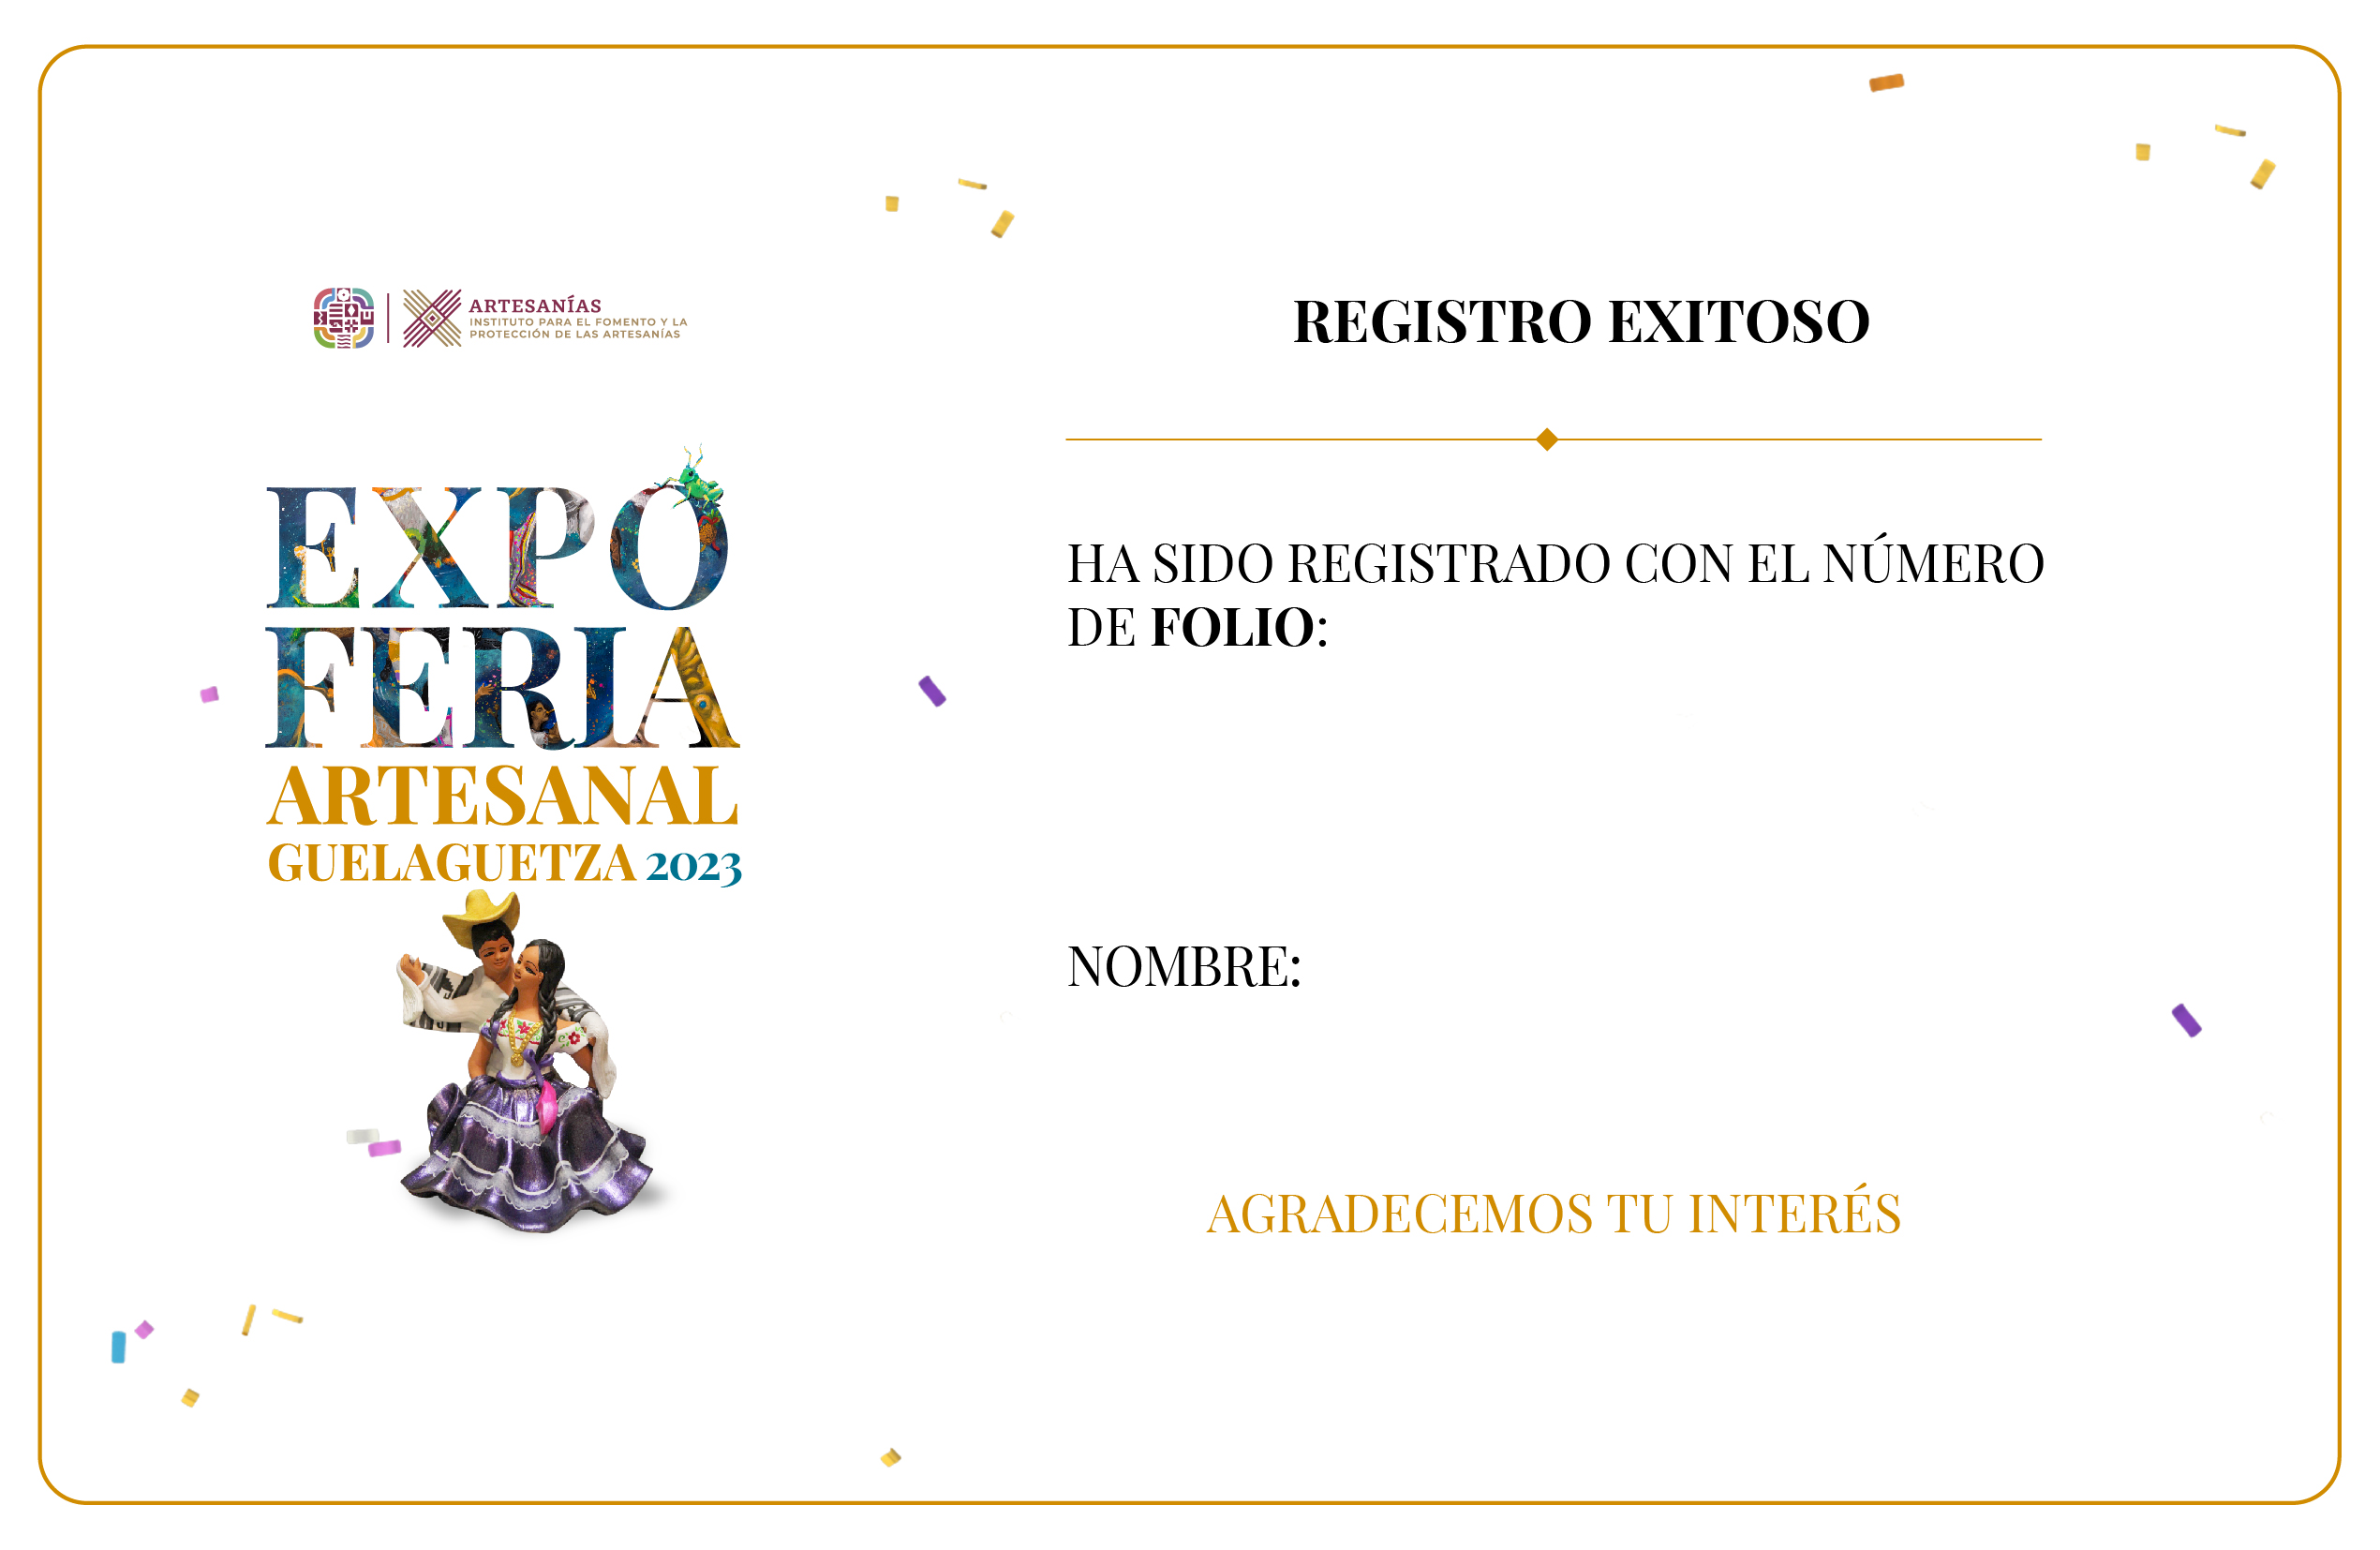 ARTESANÍAS
INSTITUTO PARA EL FOMENTO Y LA
PROTECCIÓN DE LAS ARTESANÍAS
EXPO
FERIA
ARTESANAL
GUELAGUETZA 2023
REGISTRO EXITOSO
HA SIDO REGISTRADO CON EL NÚMERO
DE FOLIO:
NOMBRE:
AGRADECEMOS TU INTERÉS